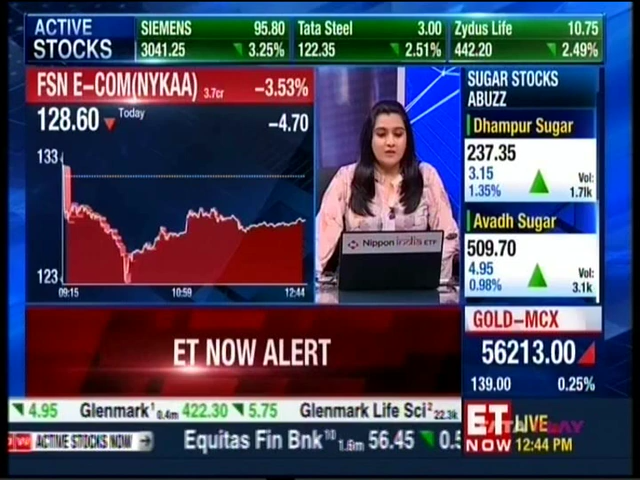 ACTIVE
STOCKS
SIEMENS 95.80
3041.25 3.25%
Tata Steel 3.00
122.35 2.51%
Zydus Life 10.75
442.20 2.49%
FSN E-COM(NYKAA) 3.7cr -3.53%
128.60 Today -4.70
133
123
09:15 10:59 12:44
Nippon india ETF
SUGAR STOCKS
ABUZZ
Dhampur Sugar
237.35
3.15 Vol:
1.35% 1.71k
Avadh Sugar
509.70
4.95 Vol:
0.98% 3.1k
GOLD-MCX
56213.00
139.00 0.25%
ET NOW ALERT
4.95 Glenmark¹ 0.4m 422.30 5.75 Glenmark Life Sci² 22.3k
ACTIVE STOCKS NOW Equitas Fin Bnk¹⁰ 1.6m 56.45
ET
NOW
LIVE
12:44 PM